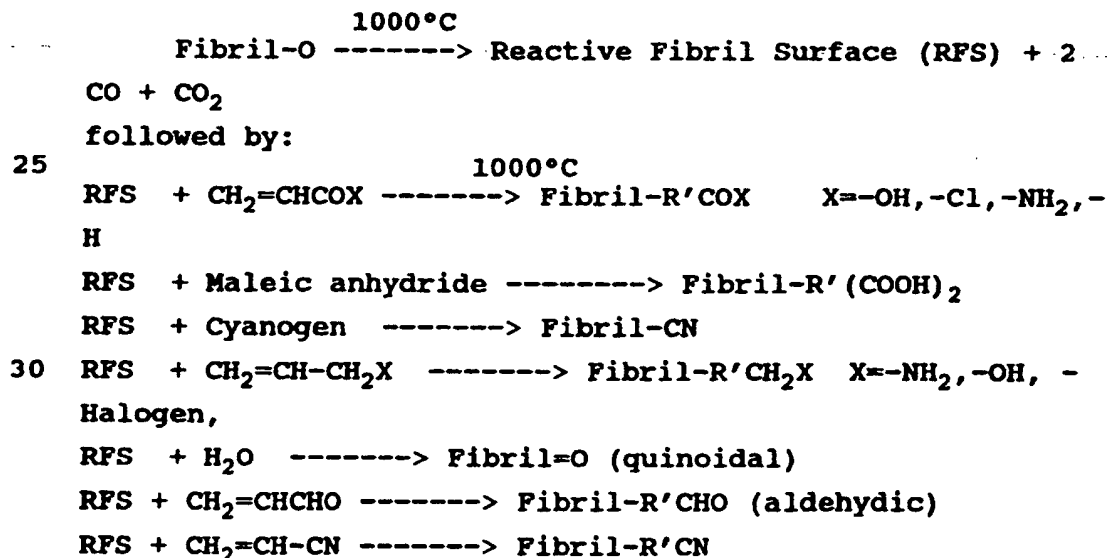 1000°C
Fibril-O -------> Reactive Fibril Surface (RFS) + 2
CO + CO₂
followed by:
25
1000°C
RFS + CH₂=CHCOX -------> Fibril-R'COX X=-OH,-Cl,-NH₂,-
H
RFS + Maleic anhydride --------> Fibril-R'(COOH)₂
RFS + Cyanogen -------> Fibril-CN
30 RFS + CH₂=CH-CH₂X -------> Fibril-R'CH₂X X=-NH₂,-OH, -
Halogen,
RFS + H₂O -------> Fibril=O (quinoidal)
RFS + CH₂=CHCHO -------> Fibril-R'CHO (aldehydic)
RFS + CH₂=CH-CN -------> Fibril-R'CN